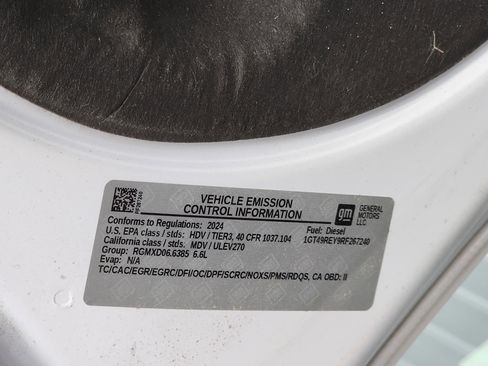 VEHICLE EMISSION
CONTROL INFORMATION
gm
GENERAL
MOTORS
LLC
Conforms to Regulations: 2024
Fuel: Diesel
U.S. EPA class / stds: HDV / TIER3, 40 CFR 1037.104
1GT49REY9RF267240
California class / stds. MDV / ULEV270
Group: RGMXD06.6385 6.6L
Evap: N/A
TC/CAC/EGR/EGRC/DFI/OC/DPF/SCRC/NOXS/PMS/RDQS, CA OBD: II